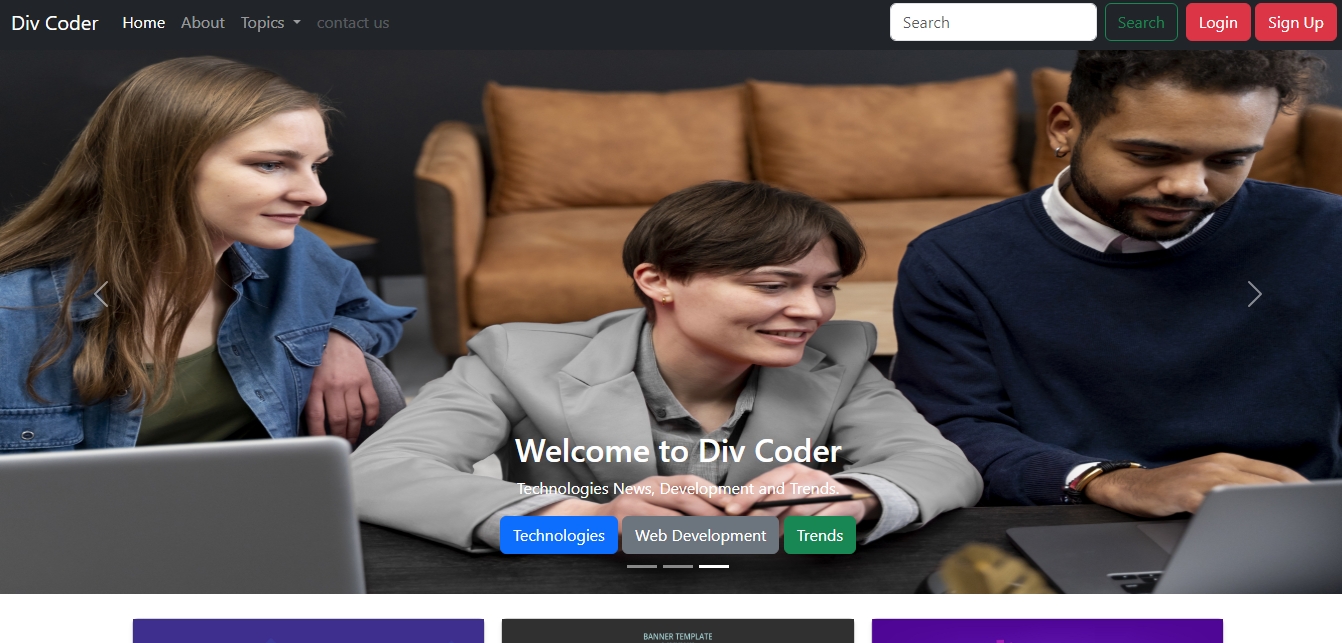 Div Coder Home About Topics contact us Search Search Login Sign Up
Welcome to Div Coder
Technologies News, Development and Trends.
Technologies Web Development Trends
BANNER TEMPLATE